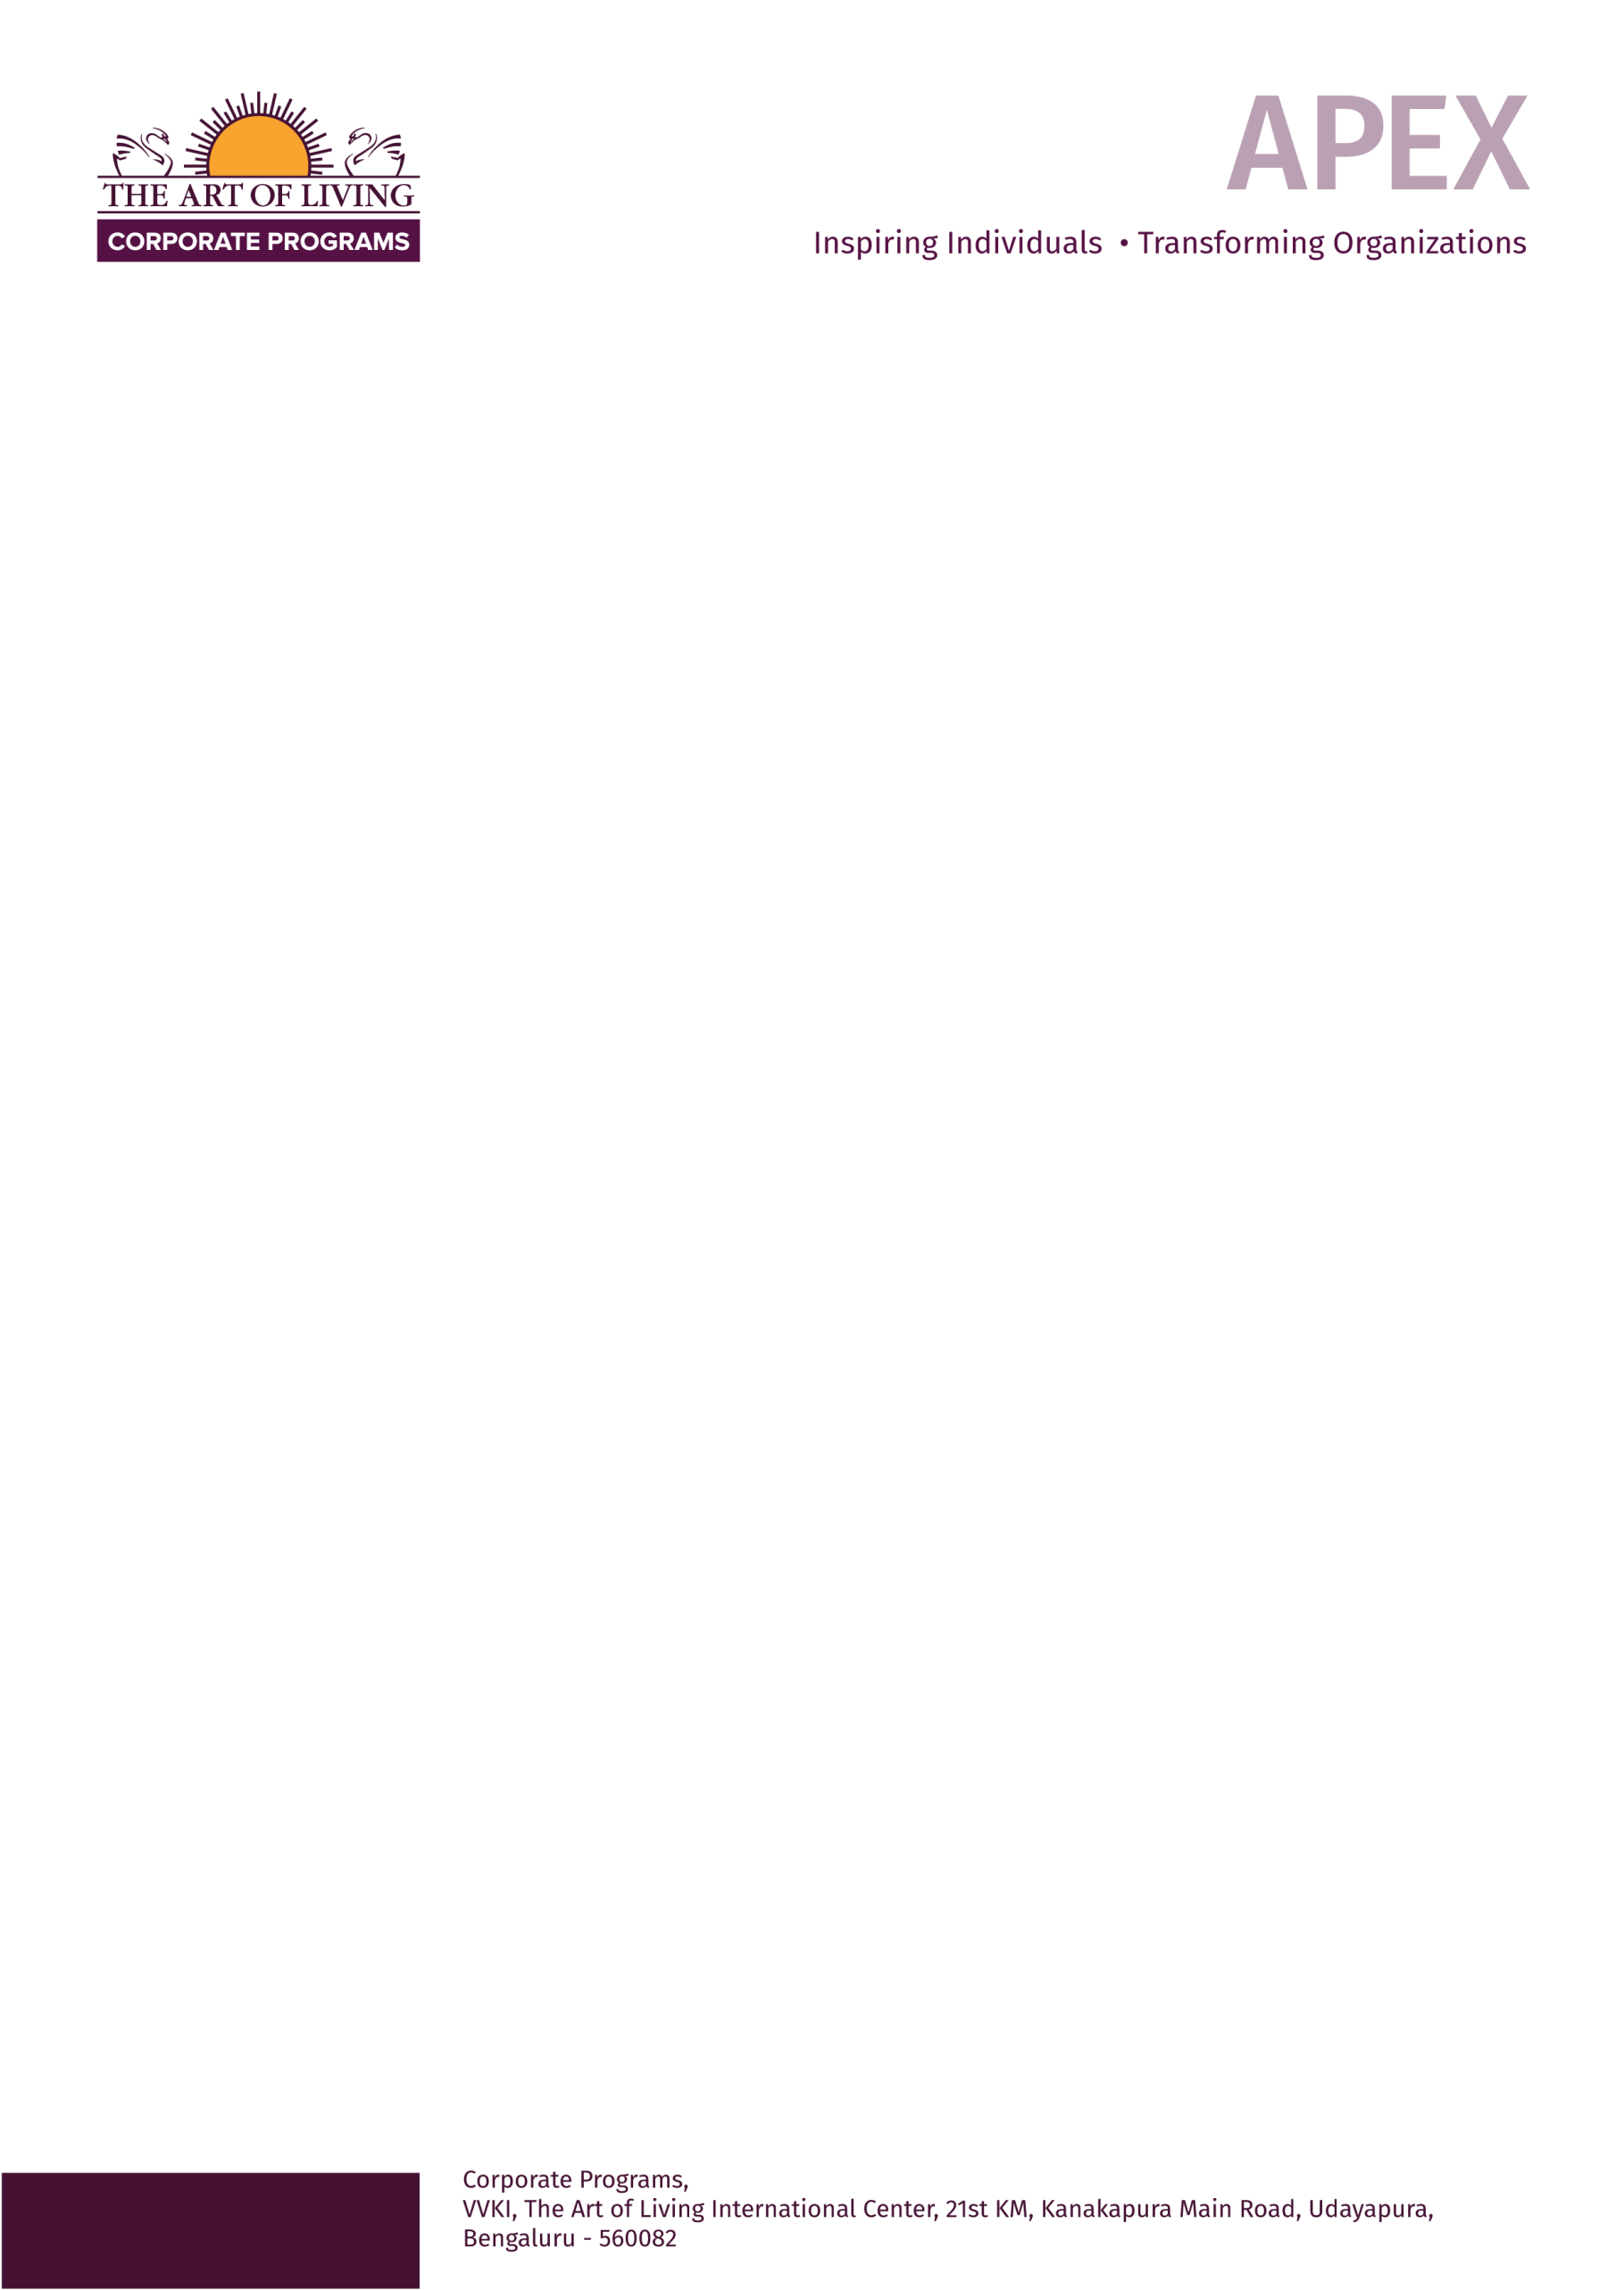 THE ART OF LIVING
CORPORATE PROGRAMS
APEX
Inspiring Individuals • Transforming Organizations
Corporate Programs,
VVKI, The Art of Living International Center, 21st KM, Kanakapura Main Road, Udayapura,
Bengaluru - 560082